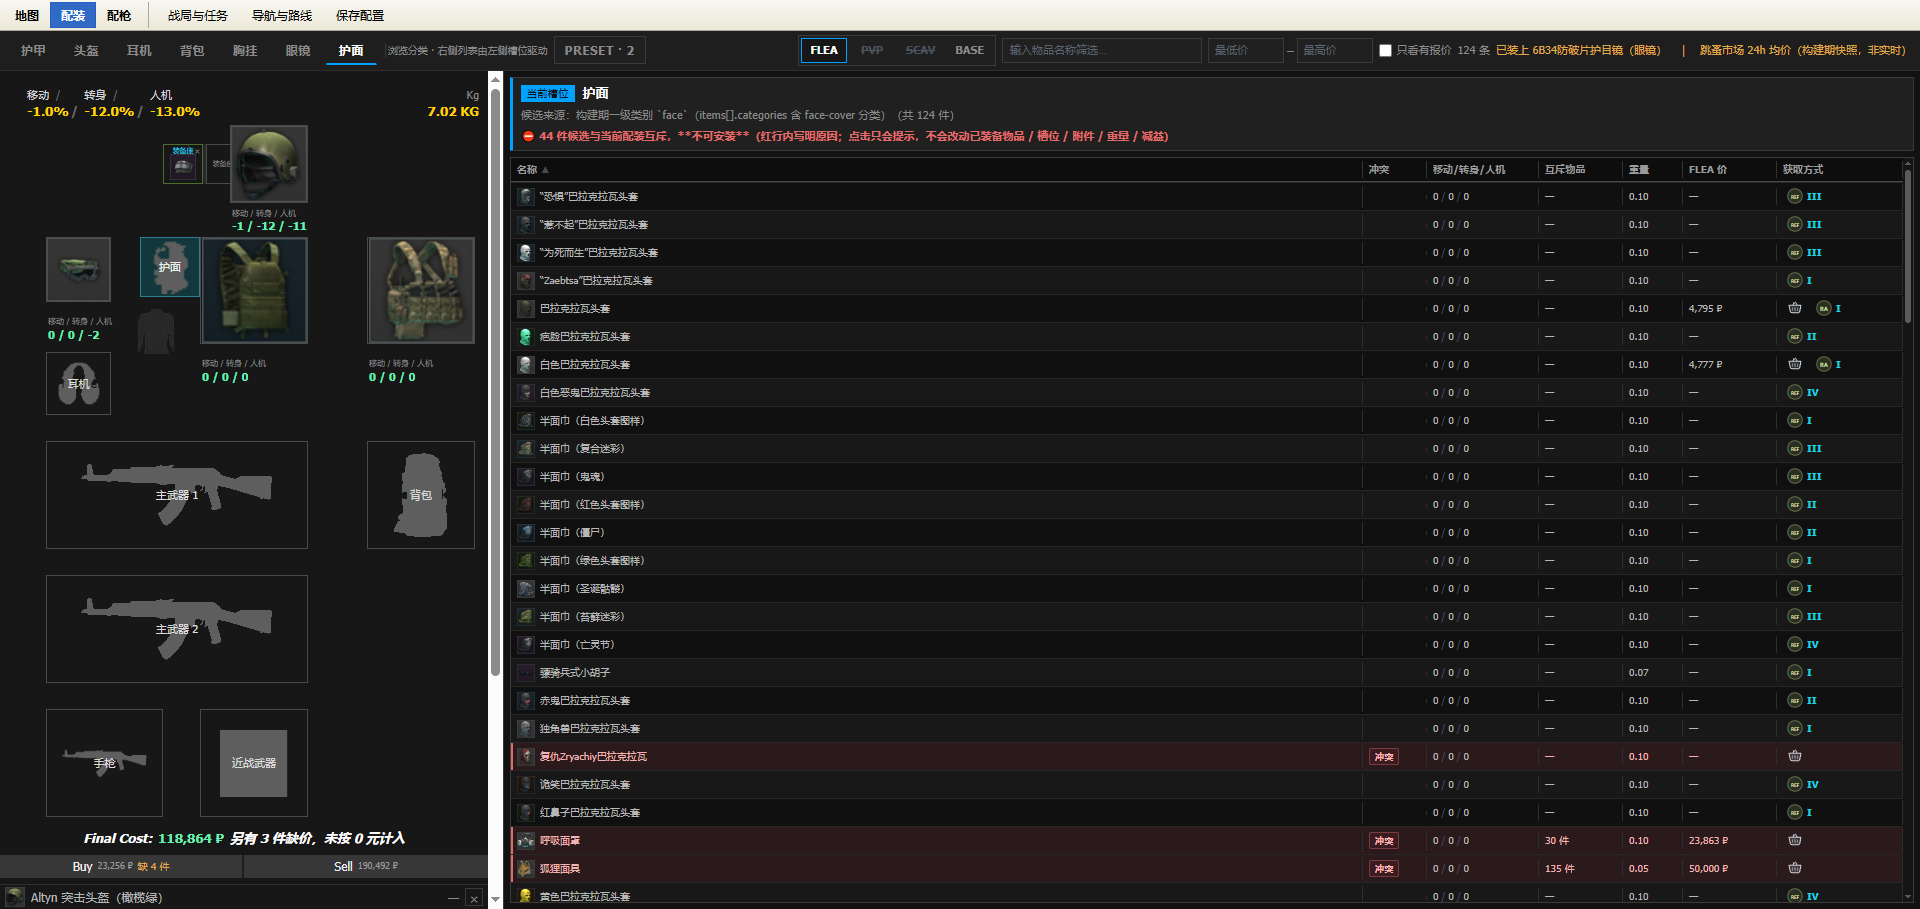 地图 配装 配枪 战局与任务 导航与路线 保存配置
护甲 头盔 耳机 背包 胸挂 眼镜 护面 浏览分类 · 右侧列表由左侧槽位驱动 PRESET · 2 FLEA PVP SCAV BASE 输入物品名称筛选... 最低价 — 最高价 只看有报价 124 条 已装上 6B34防破片护目镜（眼镜） | 跳蚤市场 24h 均价（构建期快照，非实时）
移动 / 转身 / 人机 Kg
-1.0% / -12.0% / -13.0% 7.02 KG
移动 / 转身 / 人机
-1 / -12 / -11
护面
移动 / 转身 / 人机
0 / 0 / -2
移动 / 转身 / 人机
0 / 0 / 0
移动 / 转身 / 人机
0 / 0 / 0
耳机
主武器 1
背包
主武器 2
手枪
近战武器
Final Cost: 118,864 ₽ 另有 3 件缺价，未按 0 元计入
Buy 23,256 ₽ 缺 4 件 Sell 190,492 ₽
Altyn 突击头盔（橄榄绿）
当前槽位 护面
候选来源：构建期一级类别 `face`（items[].categories 含 face-cover 分类）（共 124 件）
44 件候选与当前配装互斥，**不可安装**（红行内写明原因；点击只会提示，不会改动已装备物品 / 槽位 / 附件 / 重量 / 减益）
名称 ▲ 冲突 移动/转身/人机 互斥物品 重量 FLEA 价 获取方式
“恐惧”巴拉克拉瓦头套 0 / 0 / 0 — 0.10 — REF III
“惹不起”巴拉克拉瓦头套 0 / 0 / 0 — 0.10 — REF III
“为死而生”巴拉克拉瓦头套 0 / 0 / 0 — 0.10 — REF III
“Zaebtsa”巴拉克拉瓦头套 0 / 0 / 0 — 0.10 — REF I
巴拉克拉瓦头套 0 / 0 / 0 — 0.10 4,795 ₽ RA I
疤脸巴拉克拉瓦头套 0 / 0 / 0 — 0.10 — REF II
白色巴拉克拉瓦头套 0 / 0 / 0 — 0.10 4,777 ₽ RA I
白色恶鬼巴拉克拉瓦头套 0 / 0 / 0 — 0.10 — REF IV
半面巾（白色头套图样） 0 / 0 / 0 — 0.10 — REF I
半面巾（复合迷彩） 0 / 0 / 0 — 0.10 — REF III
半面巾（鬼魂） 0 / 0 / 0 — 0.10 — REF III
半面巾（红色头套图样） 0 / 0 / 0 — 0.10 — REF II
半面巾（僵尸） 0 / 0 / 0 — 0.10 — REF II
半面巾（绿色头套图样） 0 / 0 / 0 — 0.10 — REF I
半面巾（圣诞骷髅） 0 / 0 / 0 — 0.10 — REF I
半面巾（苔藓迷彩） 0 / 0 / 0 — 0.10 — REF III
半面巾（亡灵节） 0 / 0 / 0 — 0.10 — REF IV
骠骑兵式小胡子 0 / 0 / 0 — 0.07 — REF I
赤鬼巴拉克拉瓦头套 0 / 0 / 0 — 0.10 — REF II
独角兽巴拉克拉瓦头套 0 / 0 / 0 — 0.10 — REF I
复仇Zryachiy巴拉克拉瓦 冲突 0 / 0 / 0 — 0.10 —
诡笑巴拉克拉瓦头套 0 / 0 / 0 — 0.10 — REF IV
红鼻子巴拉克拉瓦头套 0 / 0 / 0 — 0.10 — REF I
呼吸面罩 冲突 0 / 0 / 0 30 件 0.10 23,863 ₽
狐狸面具 冲突 0 / 0 / 0 135 件 0.05 50,000 ₽
黄色巴拉克拉瓦头套 0 / 0 / 0 — 0.10 — REF IV